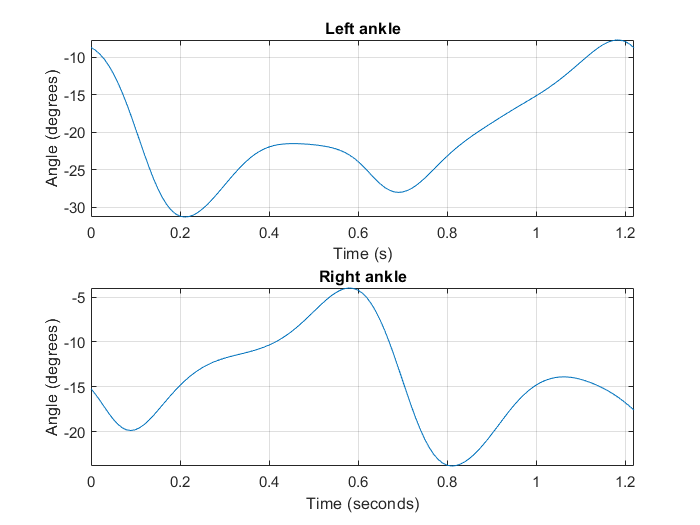 Left ankle
-10
-15
-20
-25
-30
Angle (degrees)
0 0.2 0.4 0.6 0.8 1 1.2
Time (s)
Right ankle
-5
-10
-15
-20
Angle (degrees)
0 0.2 0.4 0.6 0.8 1 1.2
Time (seconds)